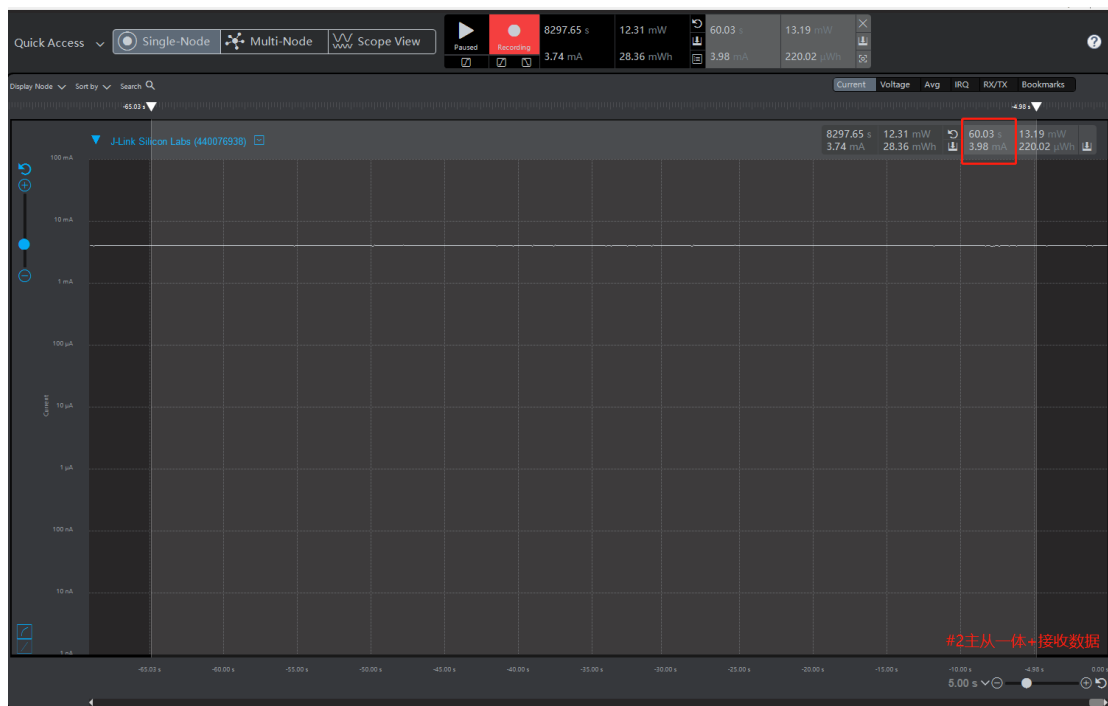 Quick Access
Single-Node
Multi-Node
Scope View
Paused
Recording
8297.65 s
12.31 mW
3.74 mA
28.36 mWh
60.03 s
13.19 mW
3.98 mA
220.02 µWh
Display Node
Sort by
Search
Current
Voltage
Avg
IRQ
RX/TX
Bookmarks
-65.03 s
-4.98 s
J-Link Silicon Labs (440076938)
8297.65 s
12.31 mW
60.03 s
13.19 mW
3.74 mA
28.36 mWh
3.98 mA
220.02 µWh
100 mA
10 mA
1 mA
100 µA
10 µA
Current
1 µA
100 nA
10 nA
1 nA
#2主从一体+接收数据
-65.03 s
-60.00 s
-55.00 s
-50.00 s
-45.00 s
-40.00 s
-35.00 s
-30.00 s
-25.00 s
-20.00 s
-15.00 s
-10.00 s
-4.98 s
0.00
5.00 s